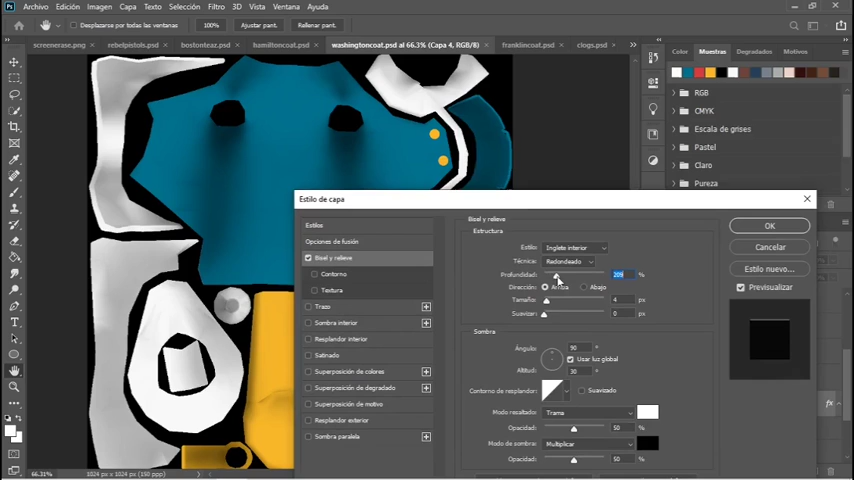 Ps Archivo Edición Imagen Capa Texto Selección Filtro 3D Vista Ventana Ayuda
Desplazarse por todas las ventanas 100% Ajustar pant. Rellenar pant.
screenerase.png × rebelpistols.psd × bostontea.psd × hamiltoncoat.psd × washingtoncoat.psd al 66.3% (Capa 4, RGB/8) × franklincoat.psd × clogs.psd ×
Color Muestras Degradados Motivos
RGB
CMYK
Escala de grises
Pastel
Claro
Pureza
Estilo de capa
Estilos
Opciones de fusión
Bisel y relieve
Contorno
Textura
Trazo
Sombra interior
Resplandor interior
Satinado
Superposición de colores
Superposición de degradado
Superposición de motivo
Resplandor exterior
Sombra paralela
Bisel y relieve
Estructura
Estilo: Inglete interior
Técnica: Redondeado
Profundidad: 209 %
Dirección: Arriba Abajo
Tamaño: 4 px
Suavizar: 0 px
Sombra
Ángulo: 90 °
Usar luz global
Altitud: 30 °
Contorno de resplandor: Suavizado
Modo resaltado: Trama
Opacidad: 50 %
Modo de sombra: Multiplicar
Opacidad: 50 %
OK
Cancelar
Estilo nuevo...
Previsualizar
fx
66.31% 1024 px x 1024 px (150 ppp)